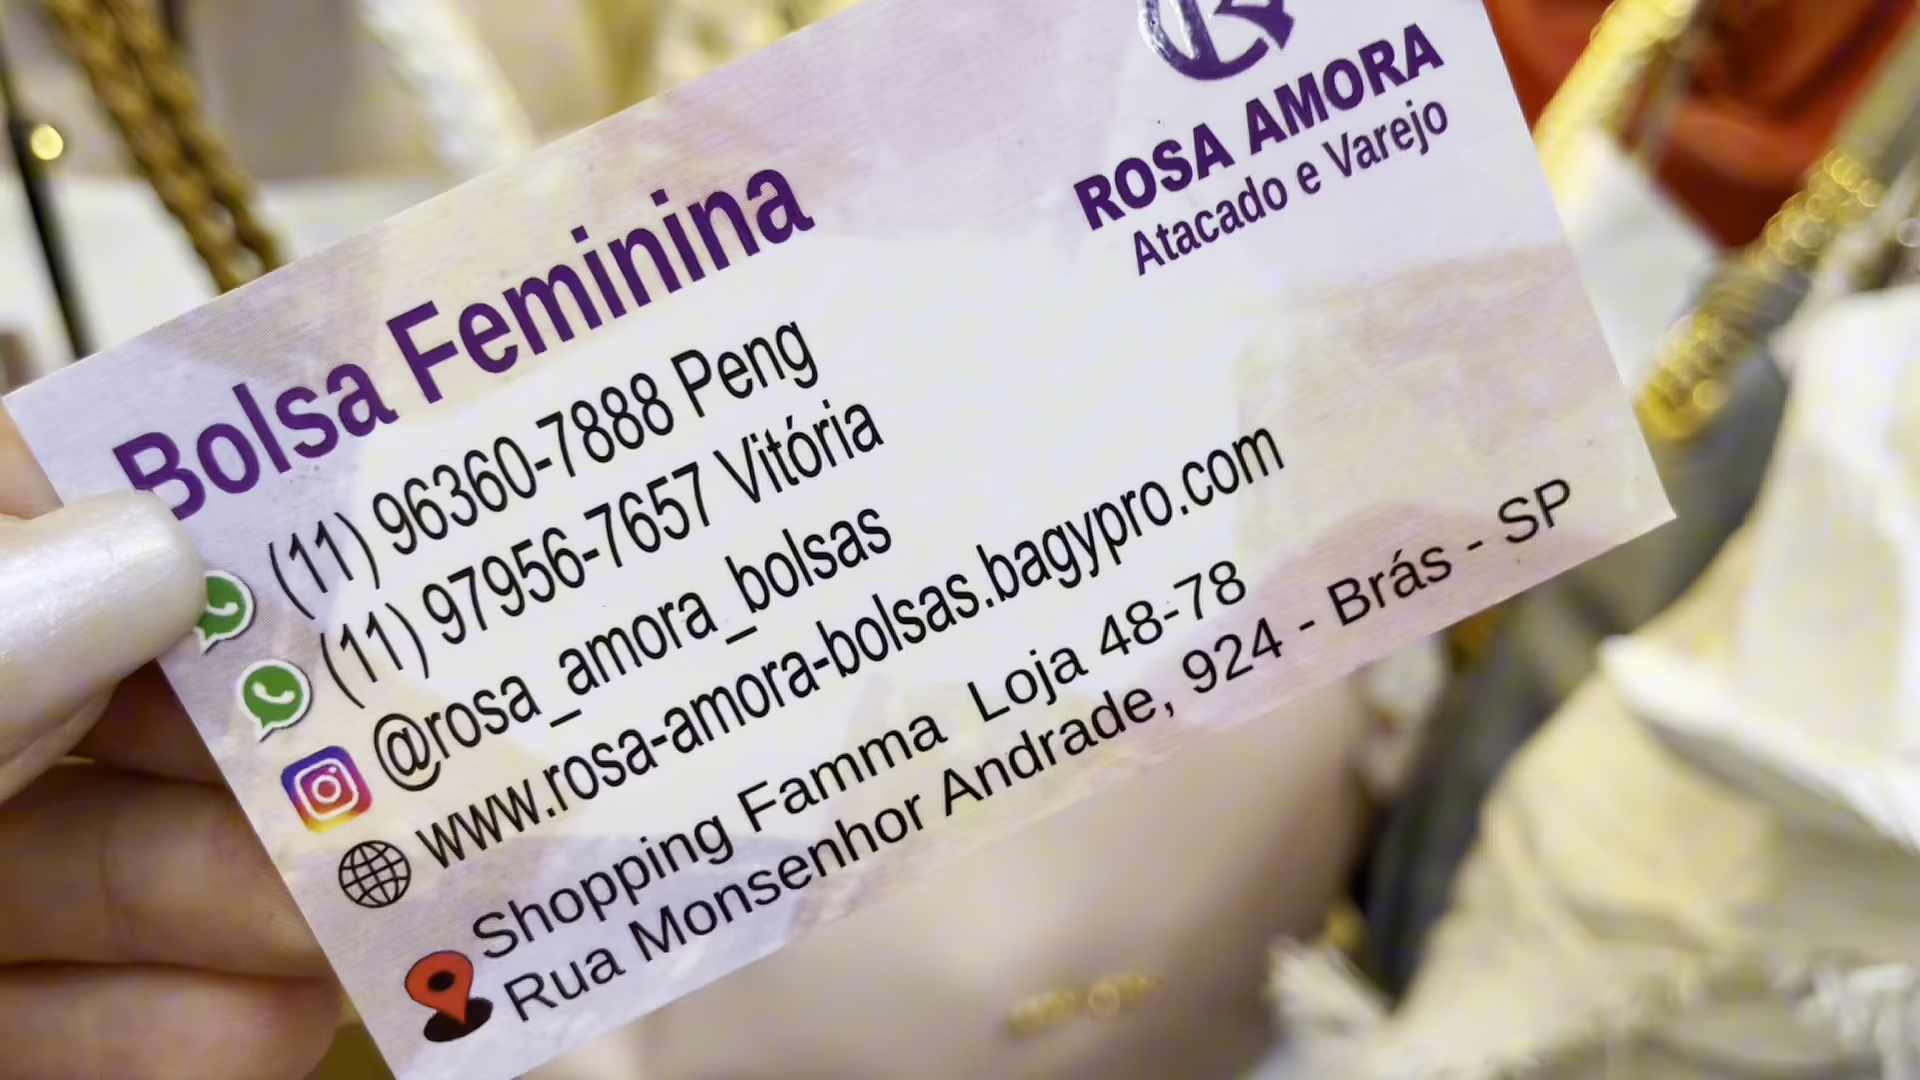 ROSA AMORA
Atacado e Varejo
Bolsa Feminina
(11) 96360-7888 Peng
(11) 97956-7657 Vitória
@rosa_amora_bolsas
www.rosa-amora-bolsas.bagypro.com
Shopping Famma Loja 48-78
Rua Monsenhor Andrade, 924 - Brás - SP